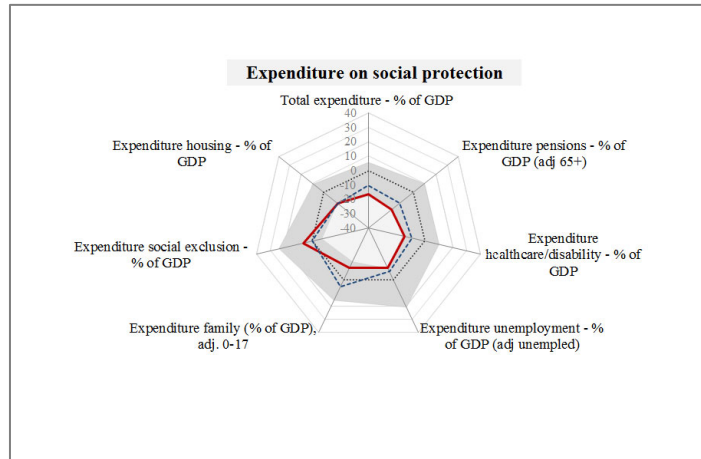 Expenditure on social protection
Total expenditure - % of GDP
40
30
20
10
0
-10
-20
-30
-40
Expenditure housing - % of
GDP
Expenditure pensions - % of
GDP (adj 65+)
Expenditure social exclusion -
% of GDP
Expenditure
healthcare/disability - % of
GDP
Expenditure family (% of GDP),
adj. 0-17
Expenditure unemployment - %
of GDP (adj unempled)